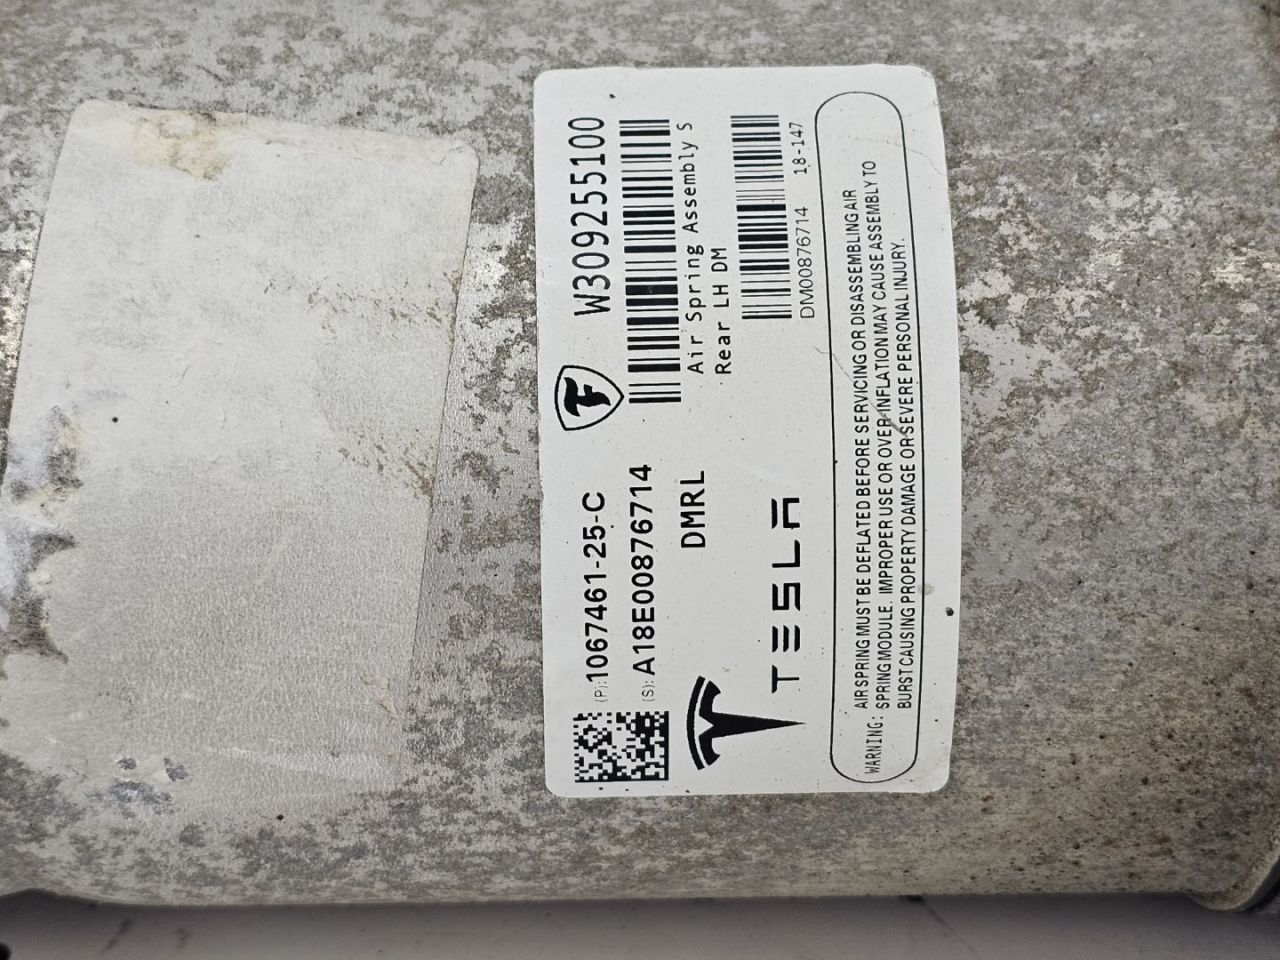 (P): 1067461-25-C
(S): A18E00876714
DMRL
TESLA
F
W309255100
Air Spring Assembly S
Rear LH DM
DM00876714 18-147
WARNING: AIR SPRING MUST BE DEFLATED BEFORE SERVICING OR DISASSEMBLING AIR
SPRING MODULE. IMPROPER USE OR OVER-INFLATION MAY CAUSE ASSEMBLY TO
BURST CAUSING PROPERTY DAMAGE OR SEVERE PERSONAL INJURY.